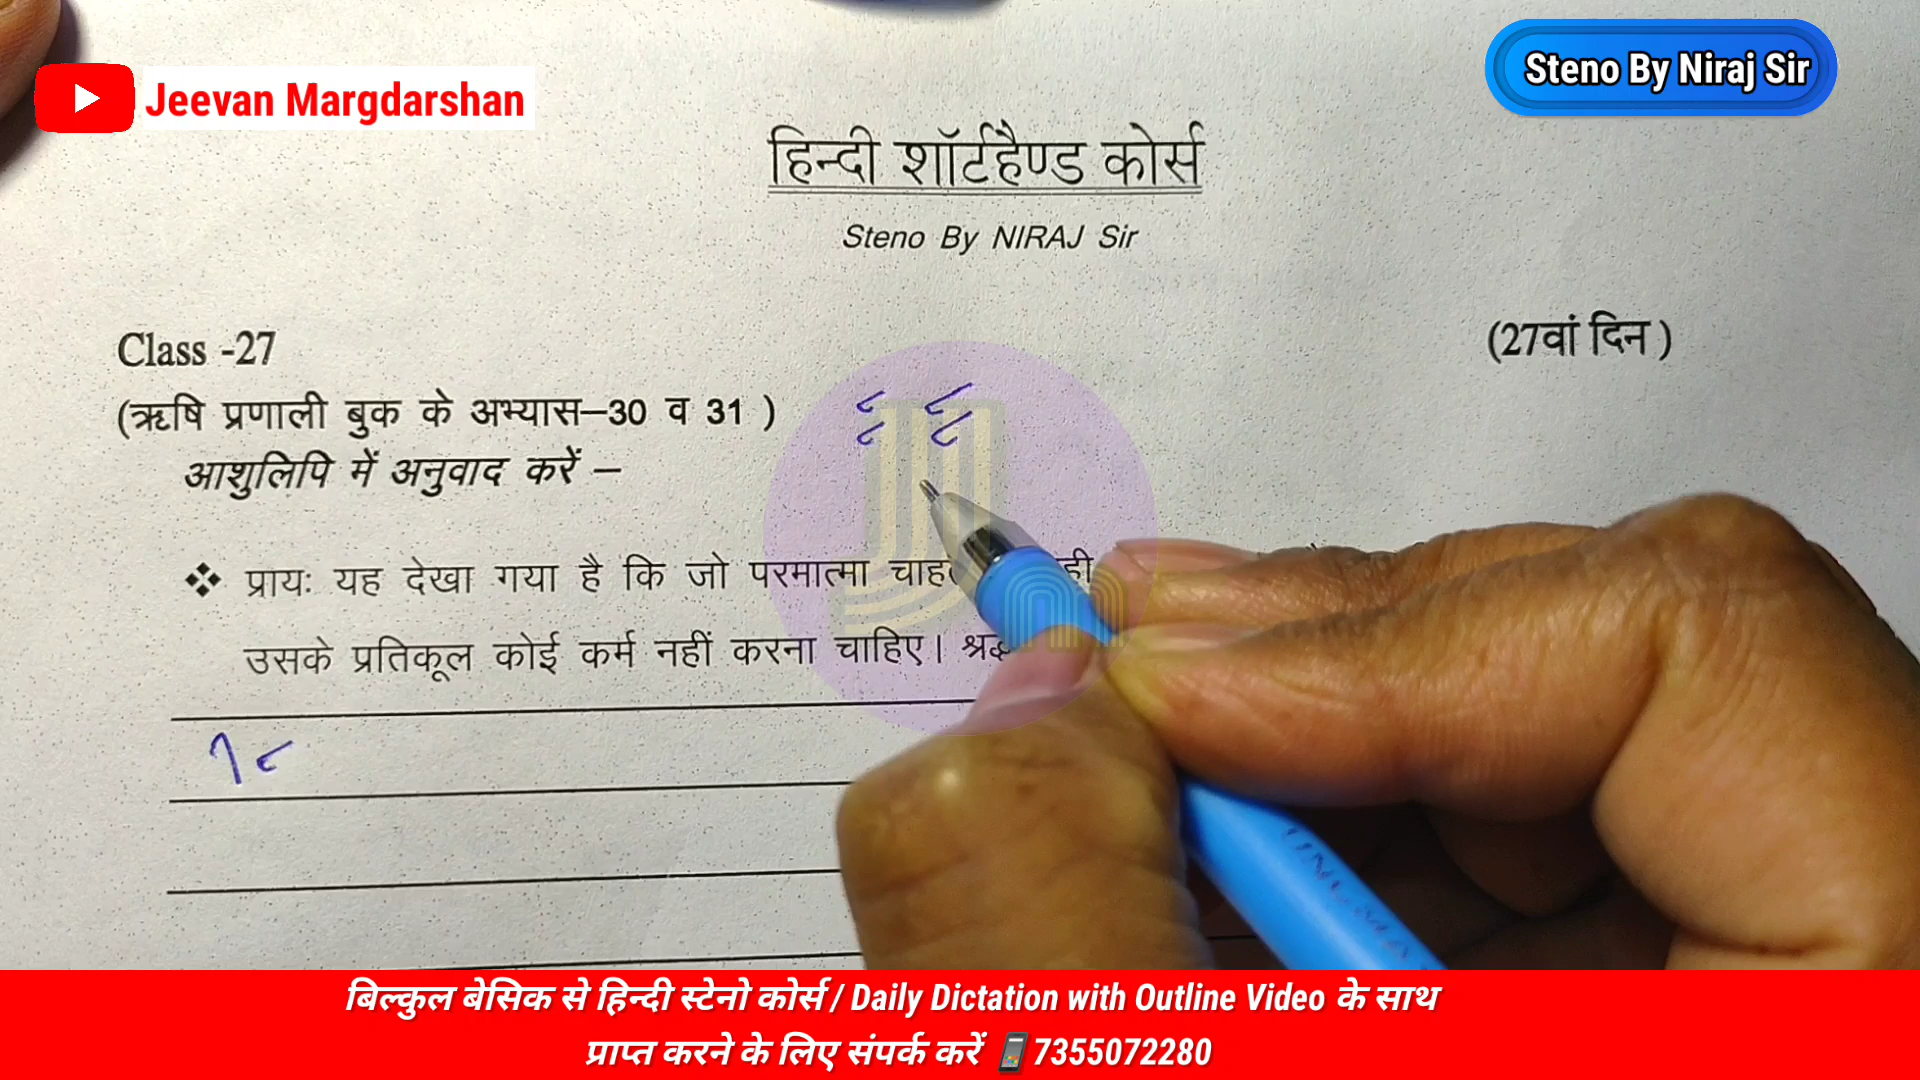 Jeevan Margdarshan
Steno By Niraj Sir
हिन्दी शॉर्टहैण्ड कोर्स
Steno By NIRAJ Sir
Class -27
(27वां दिन )
(ऋषि प्रणाली बुक के अभ्यास–30 व 31 )
आशुलिपि में अनुवाद करें –
❖ प्रायः यह देखा गया है कि जो परमात्मा ही
उसके प्रतिकूल कोई कर्म नहीं करना चाहिए।
बिल्कुल बेसिक से हिन्दी स्टेनो कोर्स / Daily Dictation with Outline Video के साथ
प्राप्त करने के लिए संपर्क करें 📱7355072280